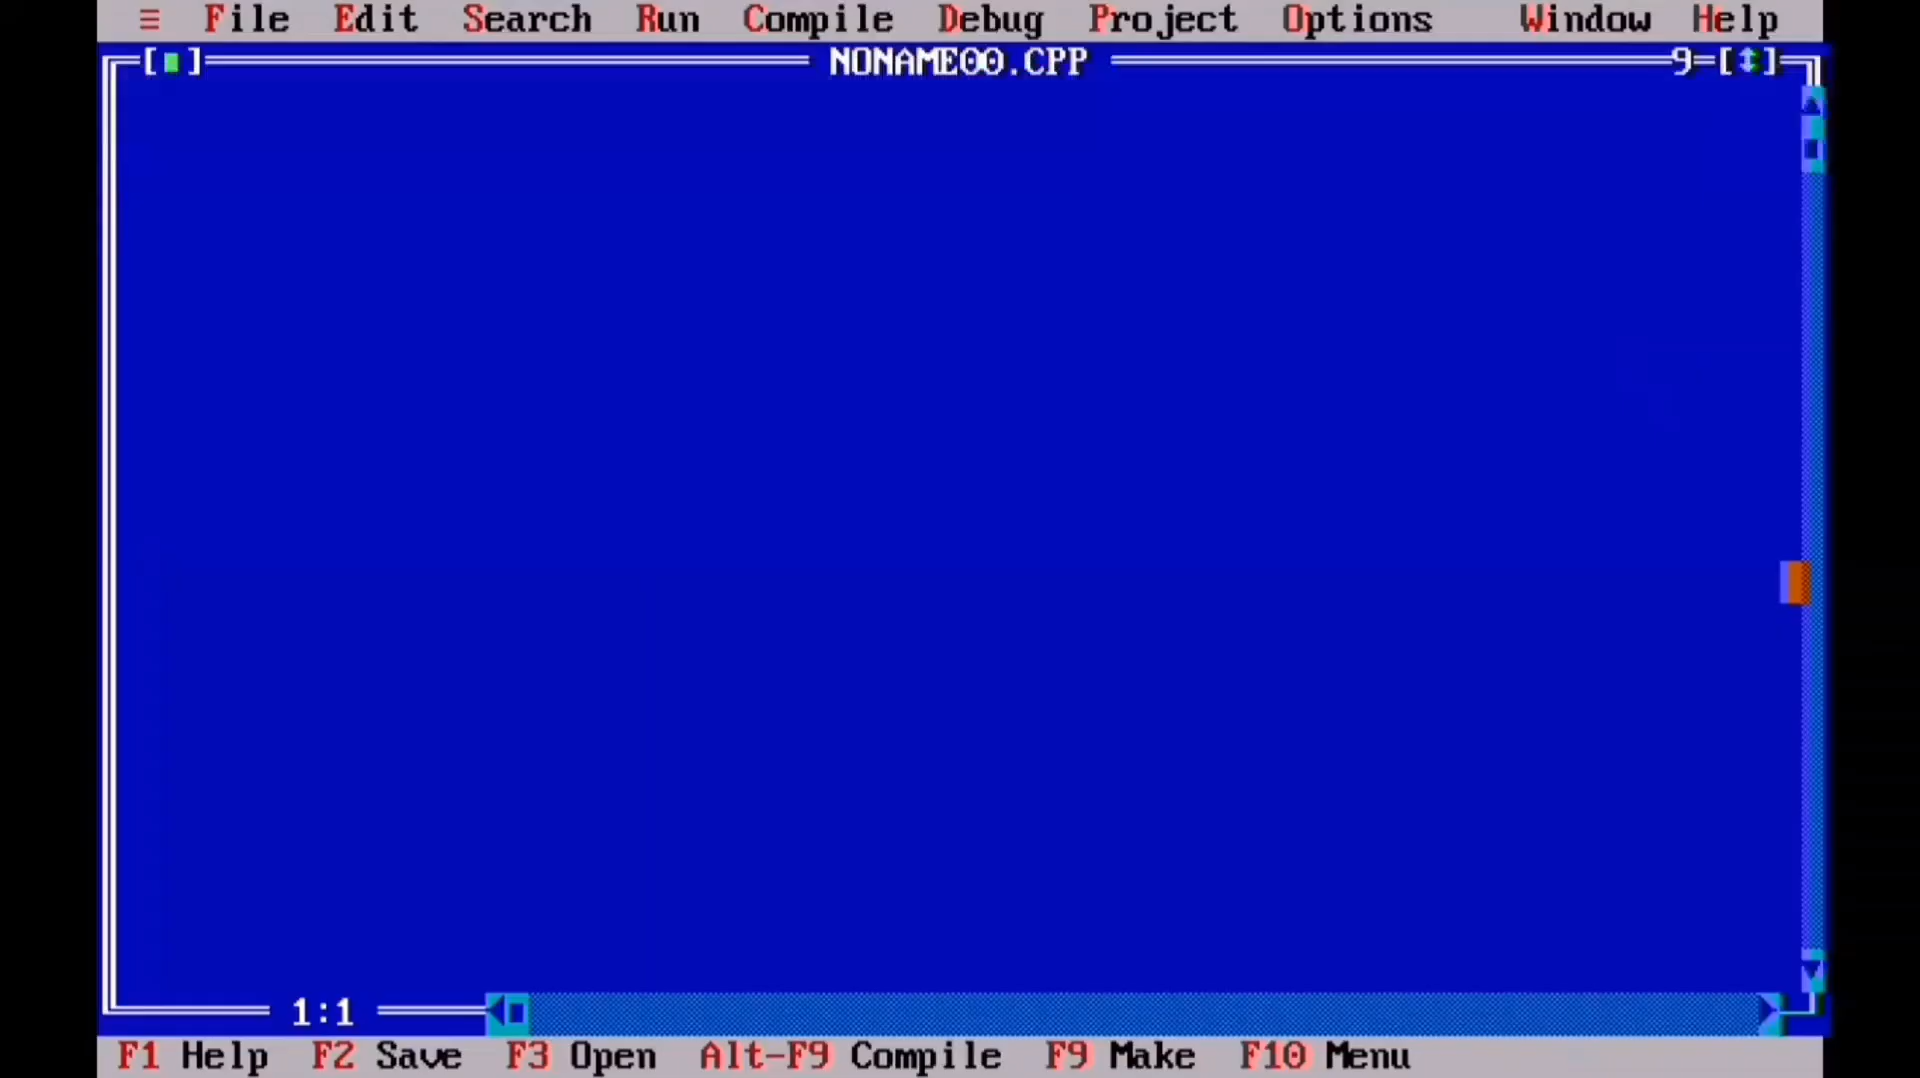 ≡ File Edit Search Run Compile Debug Project Options Window Help
[■] NONAME00.CPP 9=[↕]
1:1
F1 Help F2 Save F3 Open Alt-F9 Compile F9 Make F10 Menu